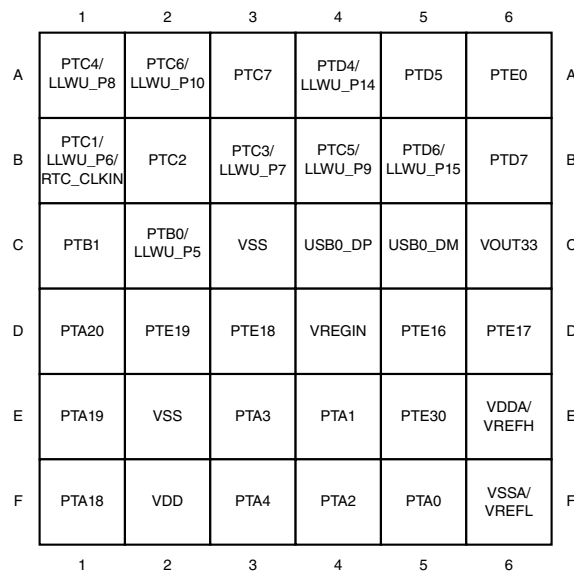 1 2 3 4 5 6
A PTC4/ LLWU_P8 PTC6/ LLWU_P10 PTC7 PTD4/ LLWU_P14 PTD5 PTE0 A
B PTC1/ LLWU_P6/ RTC_CLKIN PTC2 PTC3/ LLWU_P7 PTC5/ LLWU_P9 PTD6/ LLWU_P15 PTD7 B
C PTB1 PTB0/ LLWU_P5 VSS USB0_DP USB0_DM VOUT33 C
D PTA20 PTE19 PTE18 VREGIN PTE16 PTE17 D
E PTA19 VSS PTA3 PTA1 PTE30 VDDA/ VREFH E
F PTA18 VDD PTA4 PTA2 PTA0 VSSA/ VREFL F
1 2 3 4 5 6